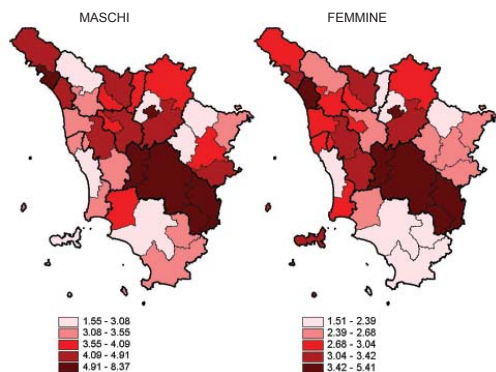 MASCHI
FEMMINE
1.55 - 3.08
3.08 - 3.55
3.55 - 4.09
4.09 - 4.91
4.91 - 8.37
1.51 - 2.39
2.39 - 2.68
2.68 - 3.04
3.04 - 3.42
3.42 - 5.41